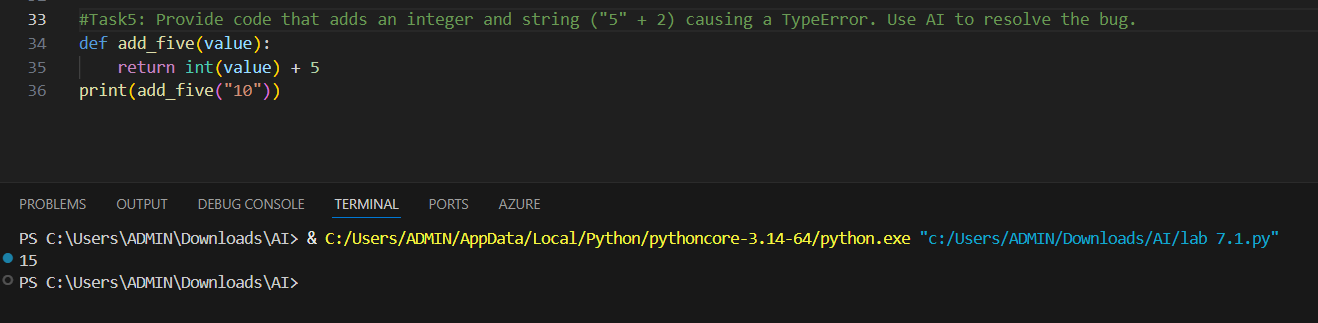 33 #Task5: Provide code that adds an integer and string ("5" + 2) causing a TypeError. Use AI to resolve the bug.
34 def add_five(value):
35     return int(value) + 5
36 print(add_five("10"))
PROBLEMS OUTPUT DEBUG CONSOLE TERMINAL PORTS AZURE
PS C:\Users\ADMIN\Downloads\AI> & C:/Users/ADMIN/AppData/Local/Python/pythoncore-3.14-64/python.exe "c:/Users/ADMIN/Downloads/AI/lab 7.1.py"
15
PS C:\Users\ADMIN\Downloads\AI>